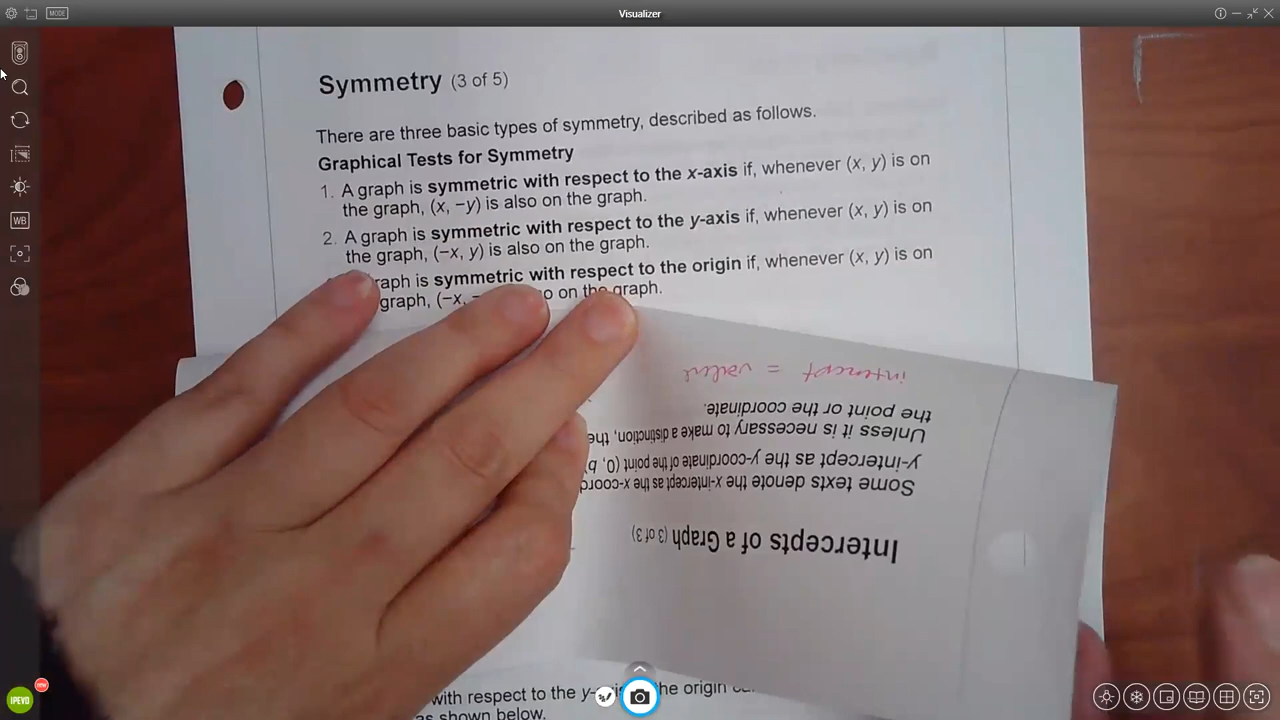 MODE
Visualizer
Symmetry (3 of 5)
There are three basic types of symmetry, described as follows.
Graphical Tests for Symmetry
1. A graph is symmetric with respect to the x-axis if, whenever (x, y) is on
the graph, (x, −y) is also on the graph.
2. A graph is symmetric with respect to the y-axis if, whenever (x, y) is on
the graph, (−x, y) is also on the graph.
graph is symmetric with respect to the origin if, whenever (x, y) is on
graph, (−x, on the graph.
intercept = value
the point or the coordinate.
Unless it is necessary to make a distinction, the
y-intercept as the y-coordinate of the point (0, b
Some texts denote the x-intercept as the x-coord
Intercepts of a Graph (3 of 3)
WB
with respect to the y- the origin
as shown below.
IPEVO
new